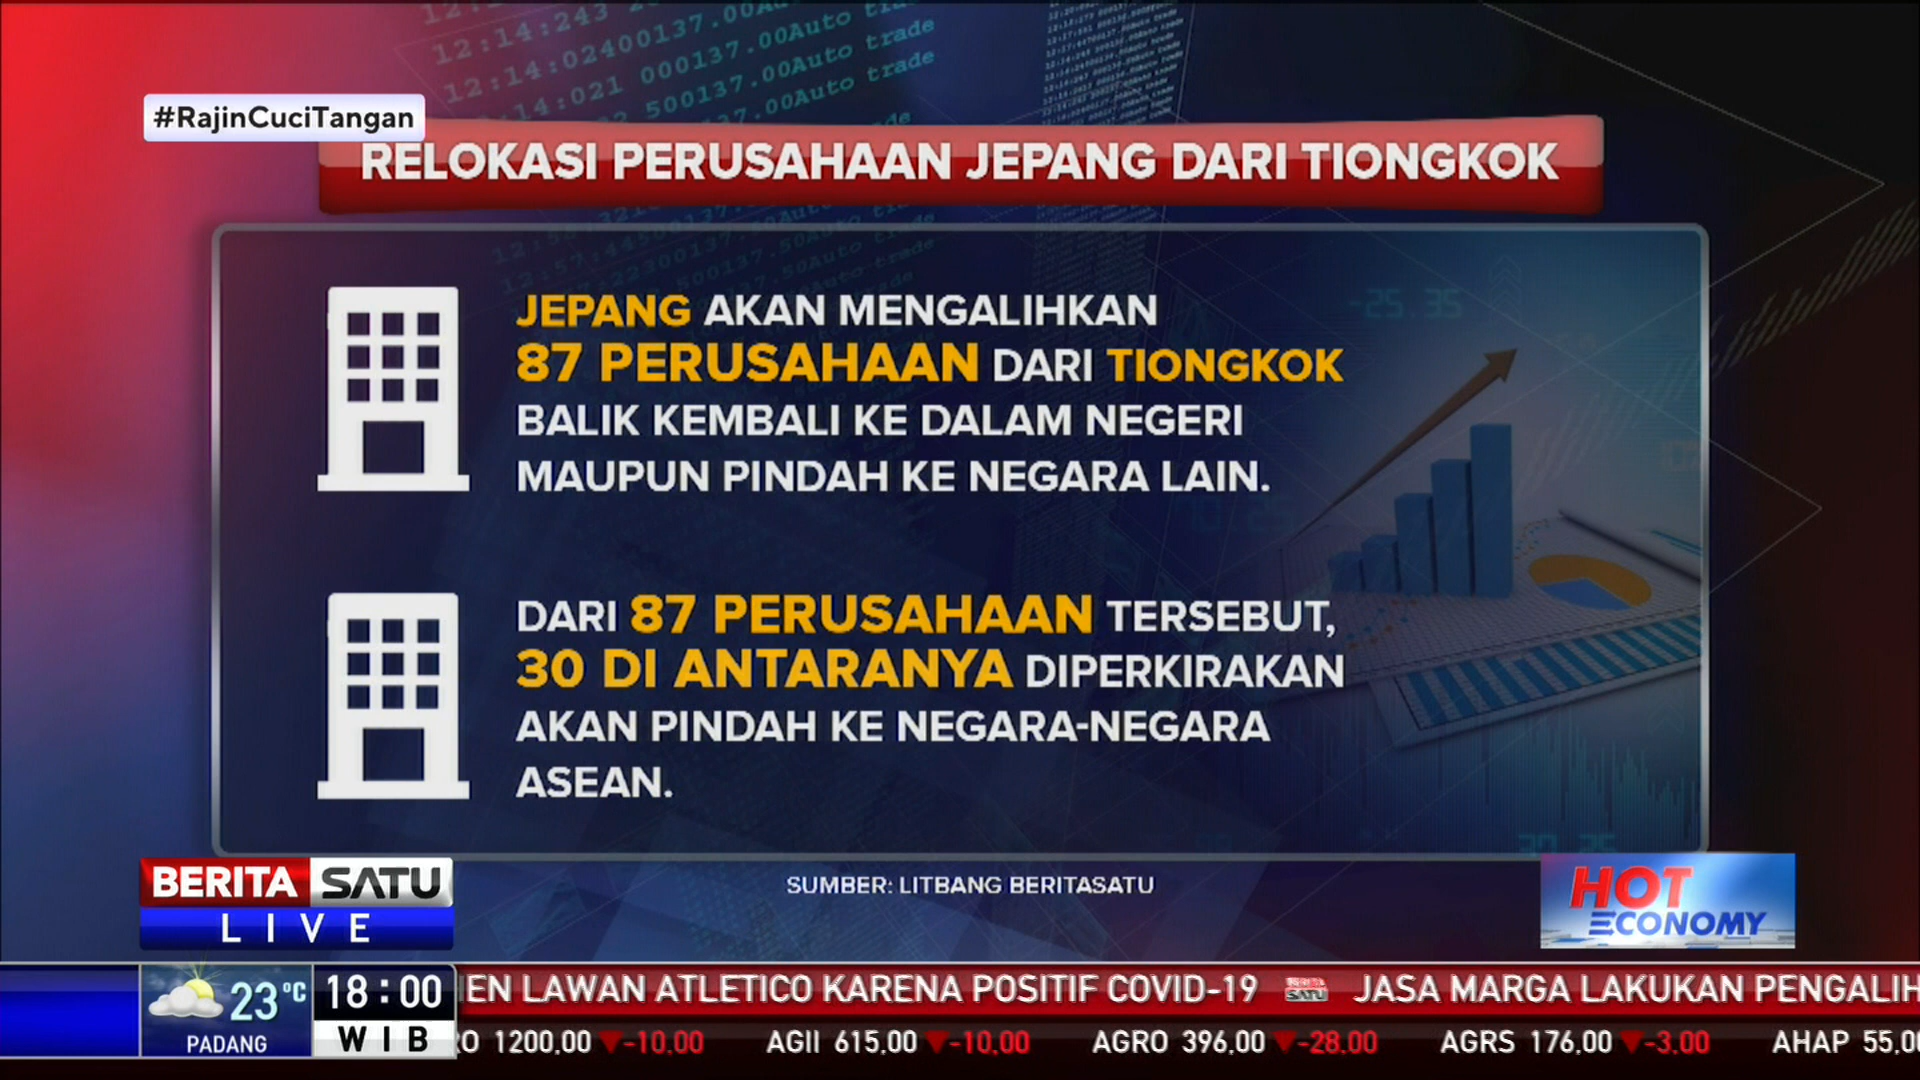 #RajinCuciTangan
RELOKASI PERUSAHAAN JEPANG DARI TIONGKOK
JEPANG AKAN MENGALIHKAN
87 PERUSAHAAN DARI TIONGKOK
BALIK KEMBALI KE DALAM NEGERI
MAUPUN PINDAH KE NEGARA LAIN.
DARI 87 PERUSAHAAN TERSEBUT,
30 DI ANTARANYA DIPERKIRAKAN
AKAN PINDAH KE NEGARA-NEGARA
ASEAN.
SUMBER: LITBANG BERITASATU
BERITA SATU
LIVE
HOT
ECONOMY
23°C
PADANG
18:00
WIB
LAWAN ATLETICO KARENA POSITIF COVID-19 BERITA SATU JASA MARGA LAKUKAN
1200,00 -10,00 AGII 615,00 -10,00 AGRO 396,00 -28,00 AGRS 176,00 -3,00 AHAP